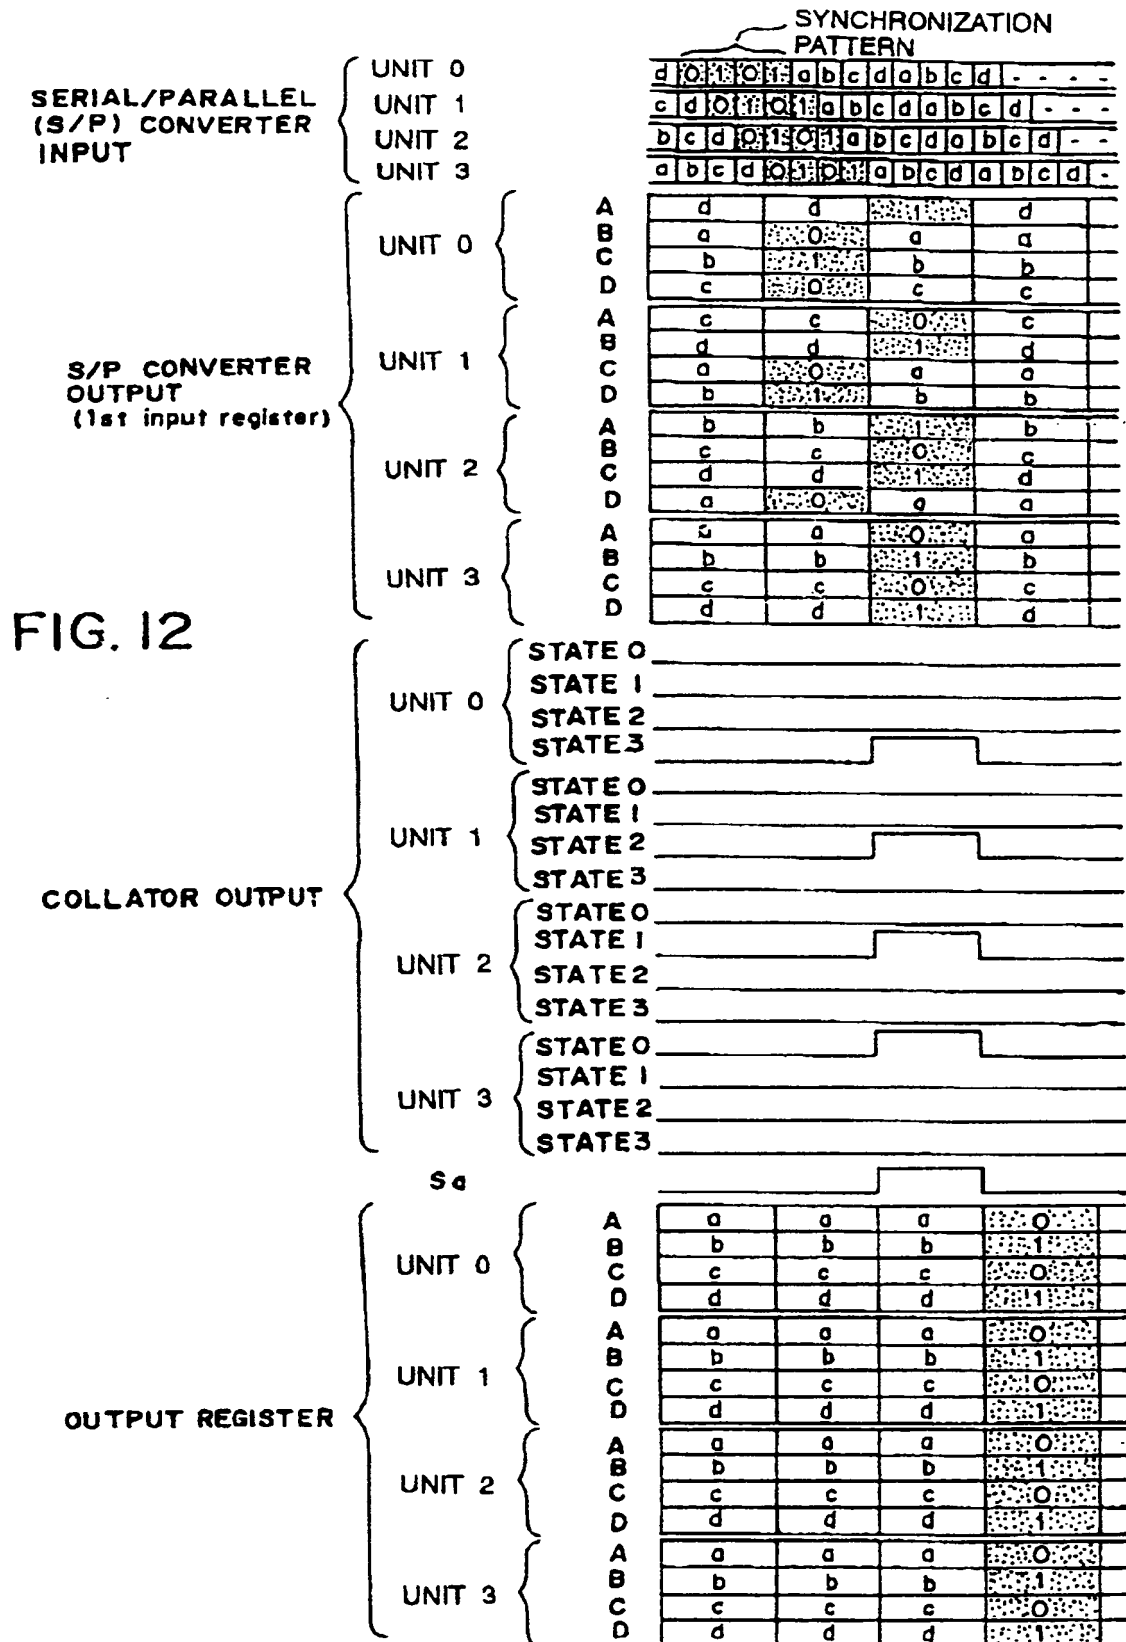 SYNCHRONIZATION
PATTERN
SERIAL/PARALLEL
(S/P) CONVERTER
INPUT
UNIT 0 d 0 1 0 1 a b c d a b c d - - - -
UNIT 1 c d 0 1 0 1 a b c d a b c d - - -
UNIT 2 b c d 0 1 0 1 a b c d a b c d - -
UNIT 3 a b c d 0 1 0 1 a b c d a b c d -
S/P CONVERTER
OUTPUT
(1st input register)
UNIT 0
A d d 1 d
B a 0 a a
C b 1 b b
D c 0 c c
UNIT 1
A c c 0 c
B d d 1 d
C a 0 a a
D b 1 b b
UNIT 2
A b b 1 b
B c c 0 c
C d d 1 d
D a 0 a a
UNIT 3
A a a 0 a
B b b 1 b
C c c 0 c
D d d 1 d
FIG. 12
COLLATOR OUTPUT
UNIT 0
STATE 0
STATE 1
STATE 2
STATE 3
UNIT 1
STATE 0
STATE 1
STATE 2
STATE 3
UNIT 2
STATE 0
STATE 1
STATE 2
STATE 3
UNIT 3
STATE 0
STATE 1
STATE 2
STATE 3
Sa
OUTPUT REGISTER
UNIT 0
A a a a 0
B b b b 1
C c c c 0
D d d d 1
UNIT 1
A a a a 0
B b b b 1
C c c c 0
D d d d 1
UNIT 2
A a a a 0
B b b b 1
C c c c 0
D d d d 1
UNIT 3
A a a a 0
B b b b 1
C c c c 0
D d d d 1